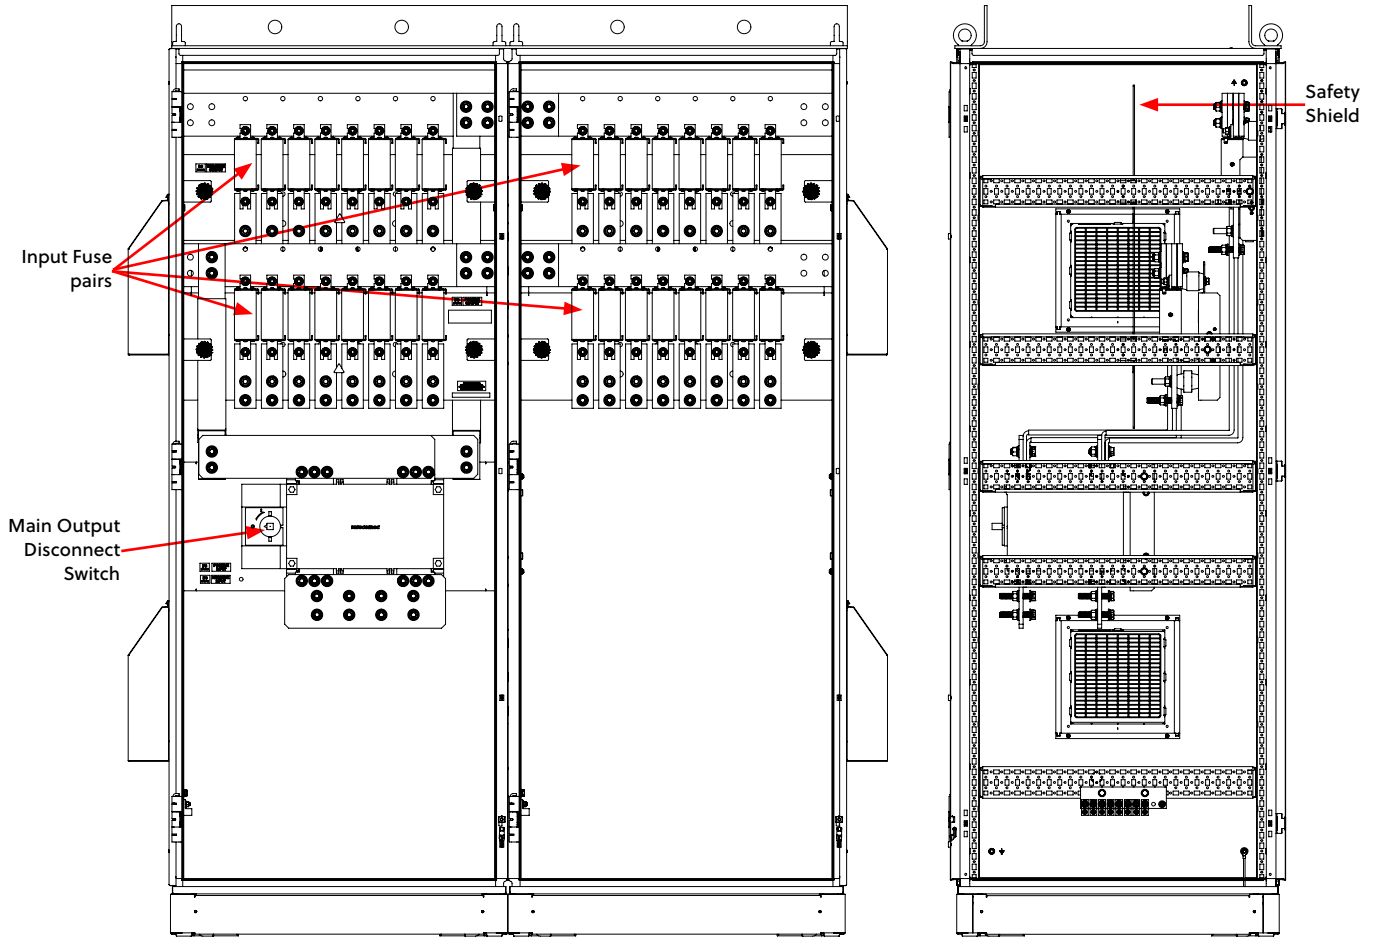 Safety
Shield
Input Fuse
pairs
Main Output
Disconnect
Switch